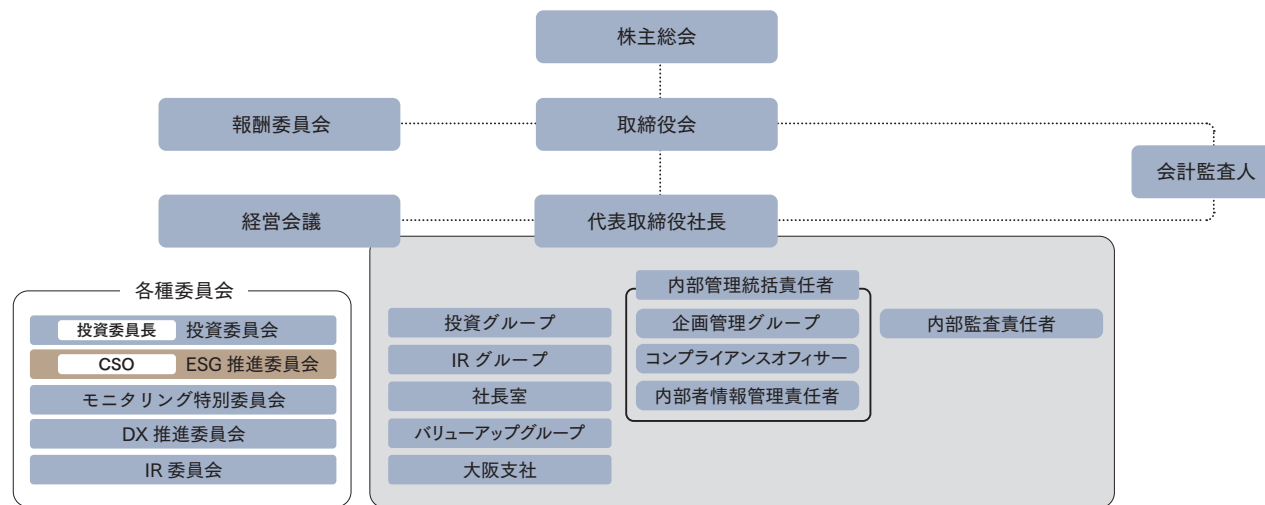 株主総会
報酬委員会
取締役会
会計監査人
経営会議
代表取締役社長
各種委員会
投資委員長 投資委員会
CSO ESG 推進委員会
モニタリング特別委員会
DX 推進委員会
IR 委員会
投資グループ
IR グループ
社長室
バリューアップグループ
大阪支社
内部管理統括責任者
企画管理グループ
コンプライアンスオフィサー
内部者情報管理責任者
内部監査責任者